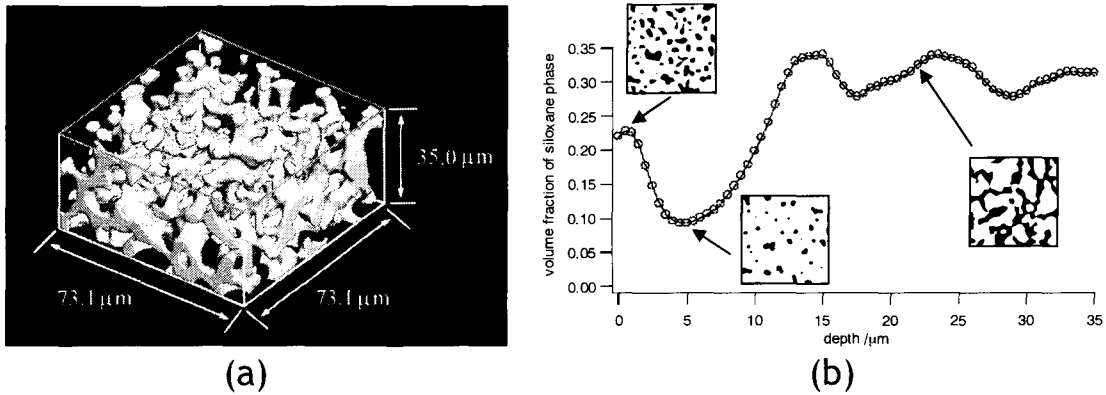 35.0 μm
73.1 μm
73.1 μm
(a)
volume fraction of siloxane phase
0.35
0.30
0.25
0.20
0.15
0.10
0.05
0.00
0
5
10
15
20
25
30
35
depth /μm
(b)